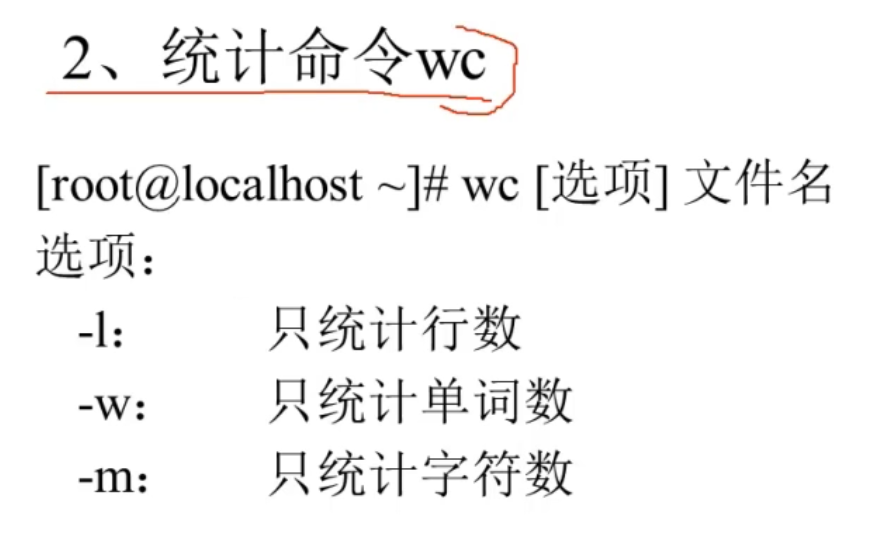 2、统计命令wc
[root@localhost ~]# wc [选项] 文件名
选项：
-l： 只统计行数
-w： 只统计单词数
-m： 只统计字符数